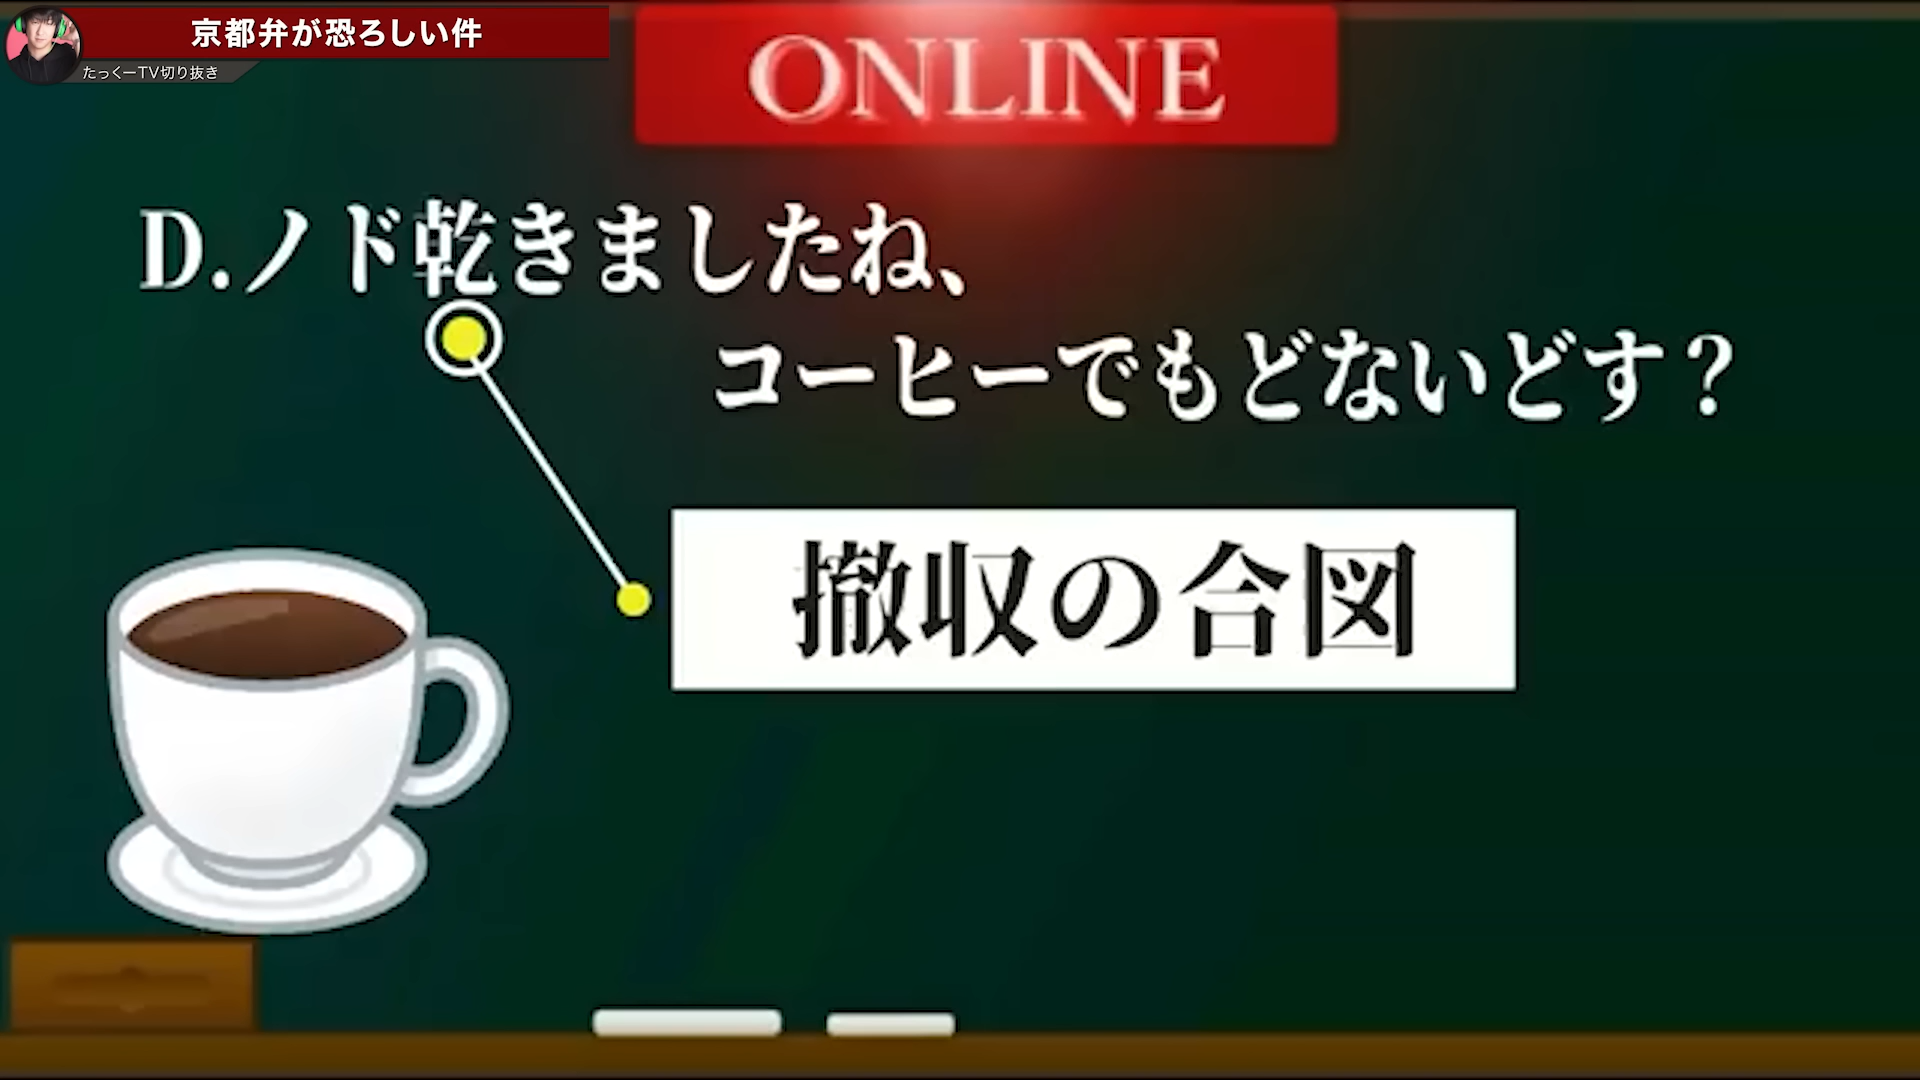 京都弁が恐ろしい件
たっくーTV切り抜き
ONLINE
D.ノド乾きましたね、
コーヒーでもどないどす？
撤収の合図